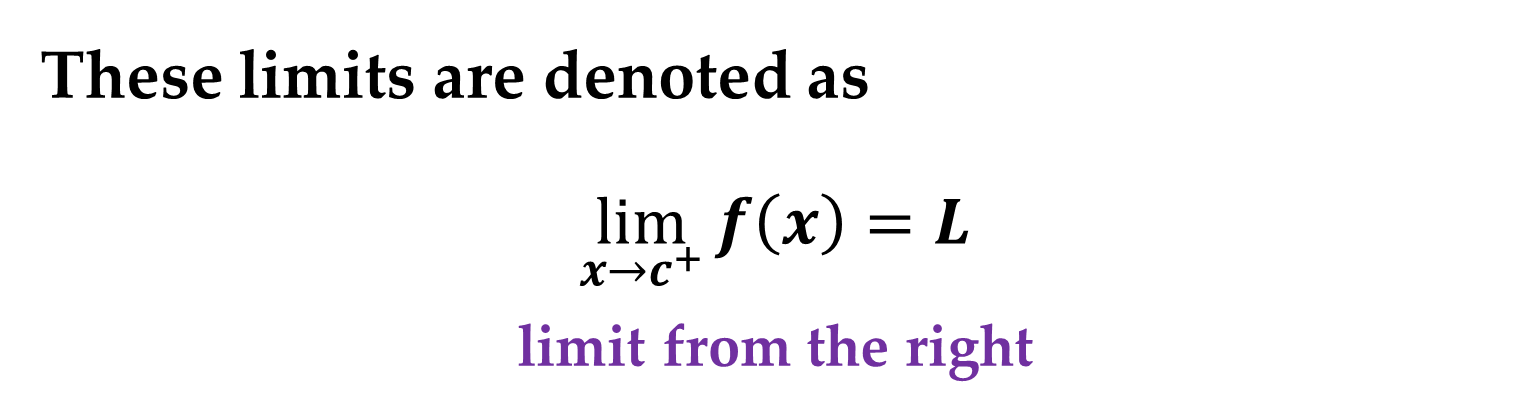 These limits are denoted as
lim f(x) = L
x→c⁺
limit from the right